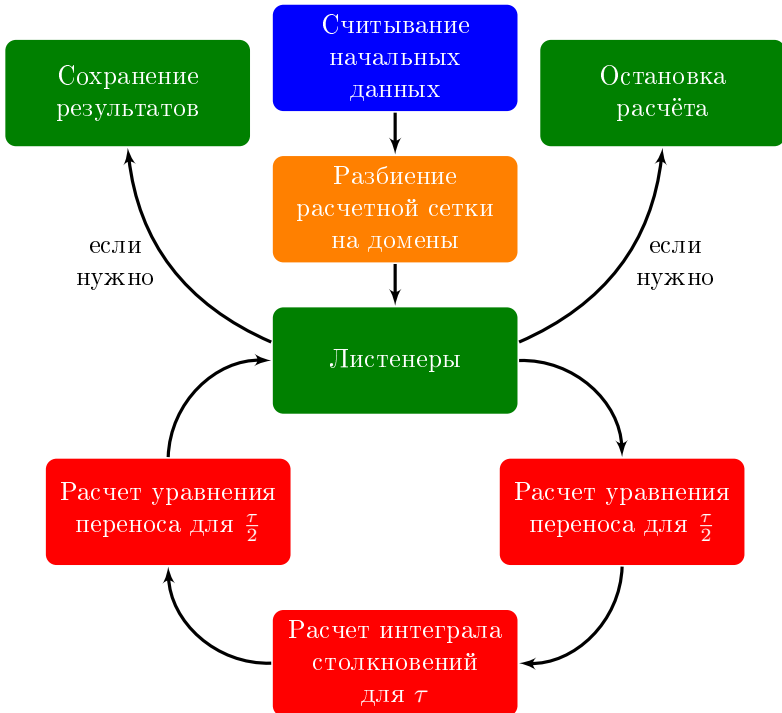 Считывание
начальных
данных
Сохранение
результатов
Остановка
расчёта
Разбиение
расчетной сетки
на домены
если
нужно
если
нужно
Листенеры
Расчет уравнения
переноса для τ/2
Расчет уравнения
переноса для τ/2
Расчет интеграла
столкновений
для τ